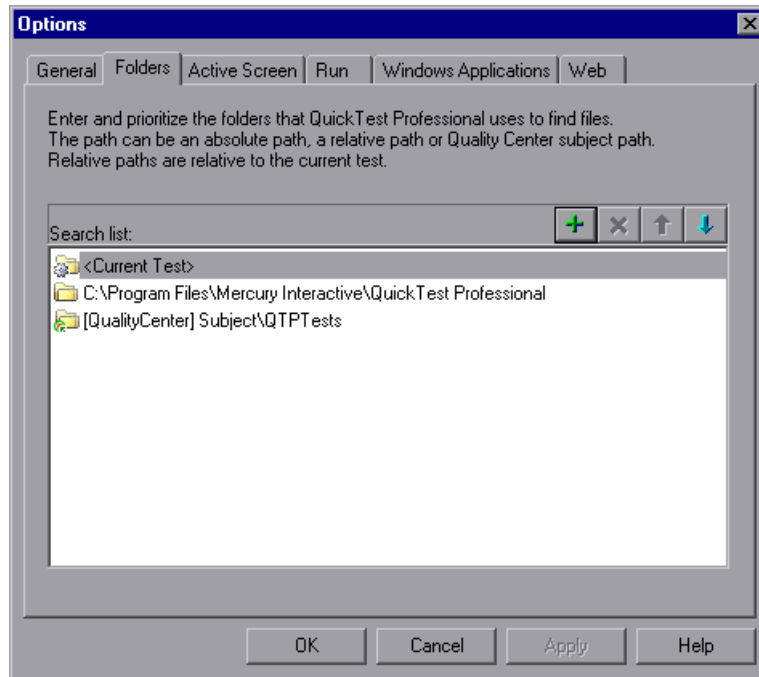 Options
General Folders Active Screen Run Windows Applications Web
Enter and prioritize the folders that QuickTest Professional uses to find files.
The path can be an absolute path, a relative path or Quality Center subject path.
Relative paths are relative to the current test.
Search list:
<Current Test>
C:\Program Files\Mercury Interactive\QuickTest Professional
[QualityCenter] Subject\QTPTests
OK Cancel Apply Help